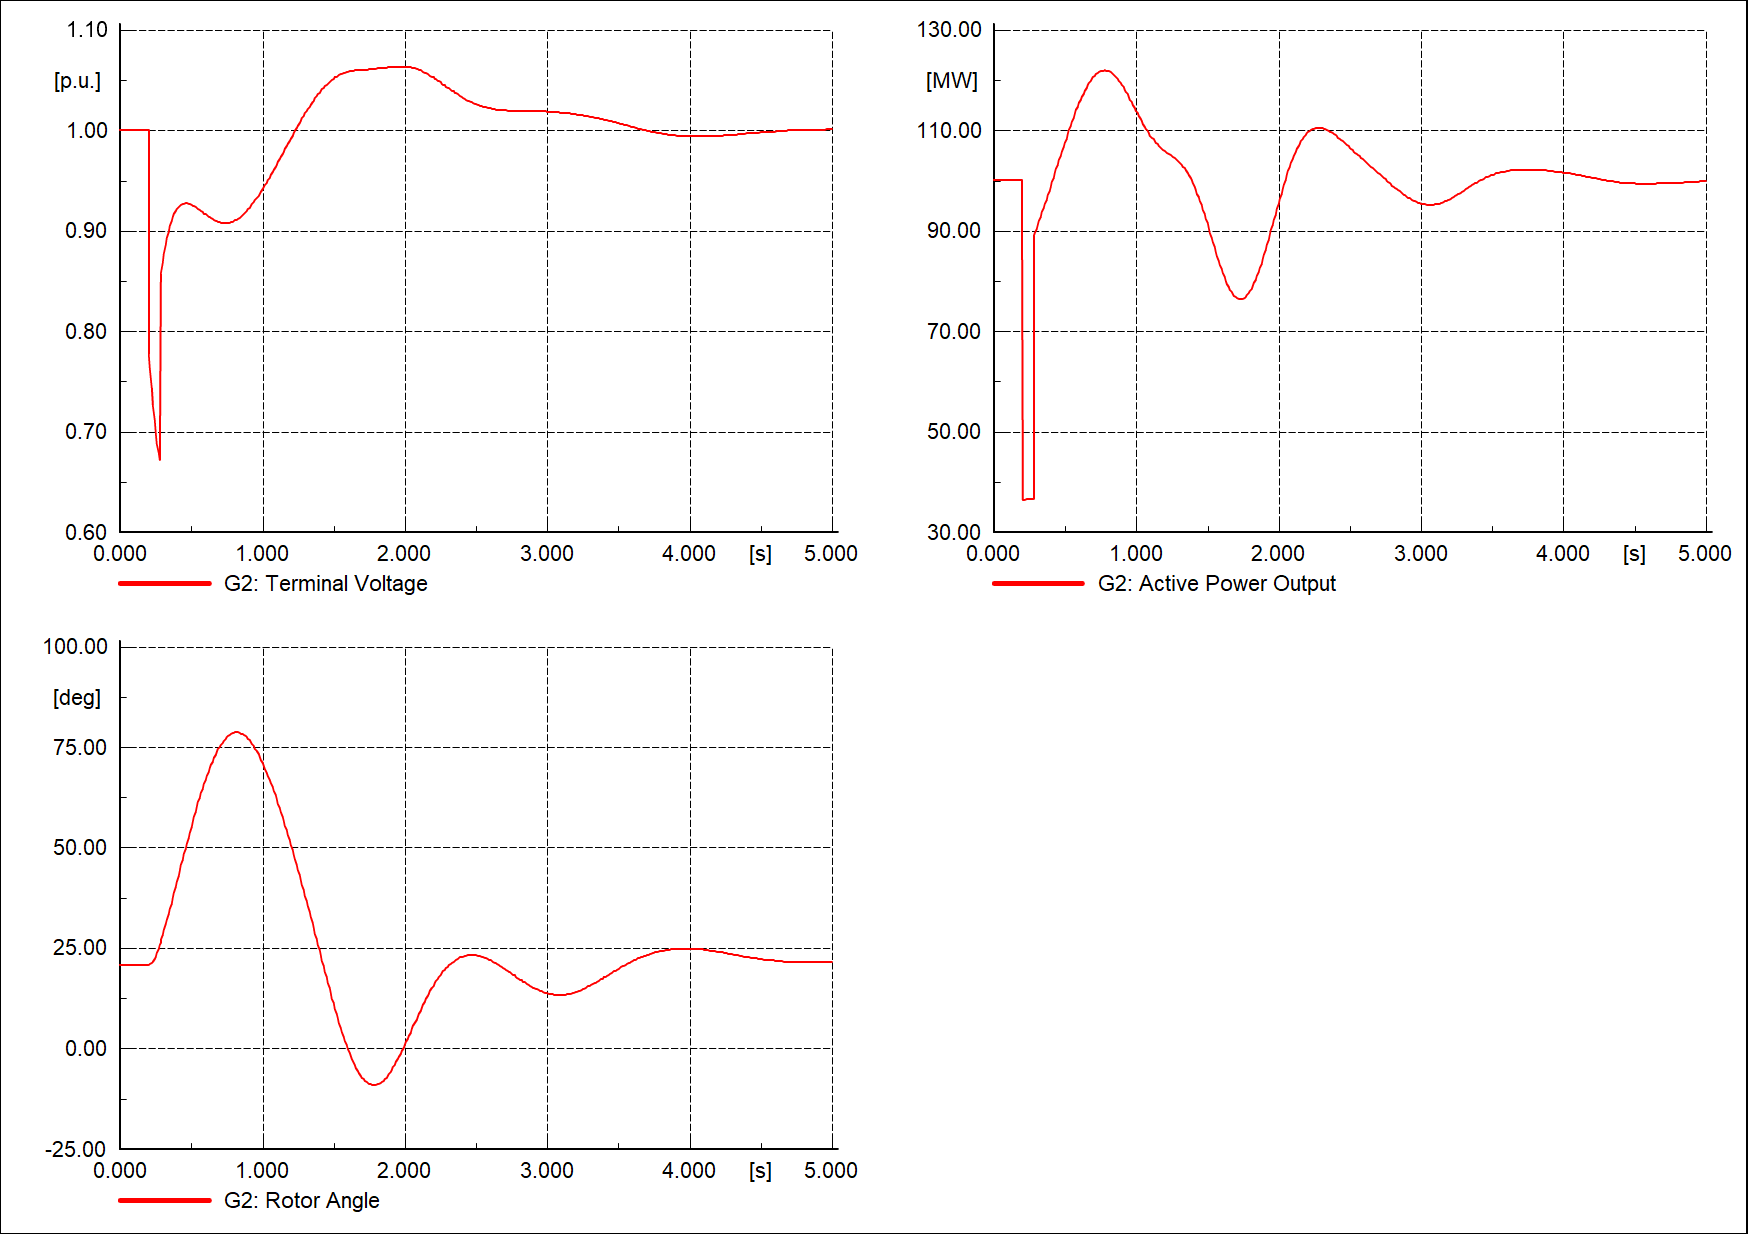 1.10
[p.u.]
1.00
0.90
0.80
0.70
0.60
0.000 1.000 2.000 3.000 4.000 [s] 5.000
G2: Terminal Voltage
130.00
[MW]
110.00
90.00
70.00
50.00
30.00
0.000 1.000 2.000 3.000 4.000 [s] 5.000
G2: Active Power Output
100.00
[deg]
75.00
50.00
25.00
0.00
-25.00
0.000 1.000 2.000 3.000 4.000 [s] 5.000
G2: Rotor Angle